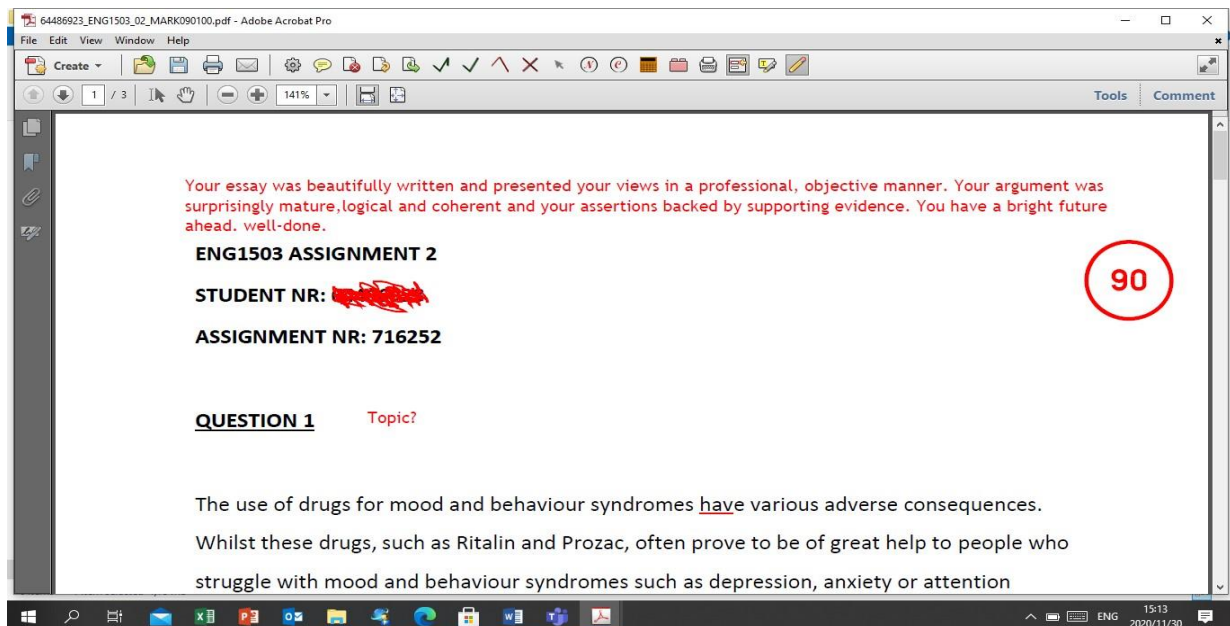 64486923_ENG1503_02_MARK090100.pdf - Adobe Acrobat Pro
File Edit View Window Help
Create
1 / 3 141% Tools Comment
Your essay was beautifully written and presented your views in a professional, objective manner. Your argument was
surprisingly mature,logical and coherent and your assertions backed by supporting evidence. You have a bright future
ahead. well-done.
ENG1503 ASSIGNMENT 2
90
STUDENT NR:
ASSIGNMENT NR: 716252
QUESTION 1 Topic?
The use of drugs for mood and behaviour syndromes have various adverse consequences.
Whilst these drugs, such as Ritalin and Prozac, often prove to be of great help to people who
struggle with mood and behaviour syndromes such as depression, anxiety or attention
ENG 15:13
2020/11/30